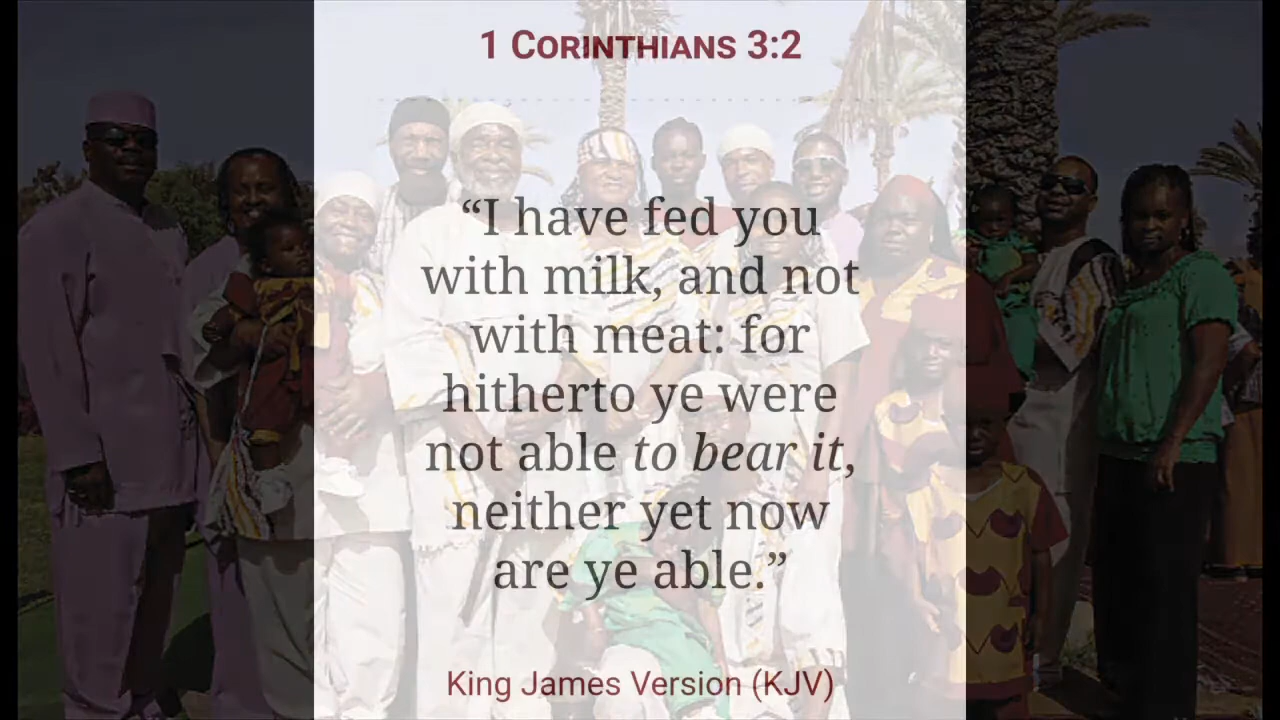 1 CORINTHIANS 3:2
“I have fed you
with milk, and not
with meat: for
hitherto ye were
not able to bear it,
neither yet now
are ye able.”
King James Version (KJV)